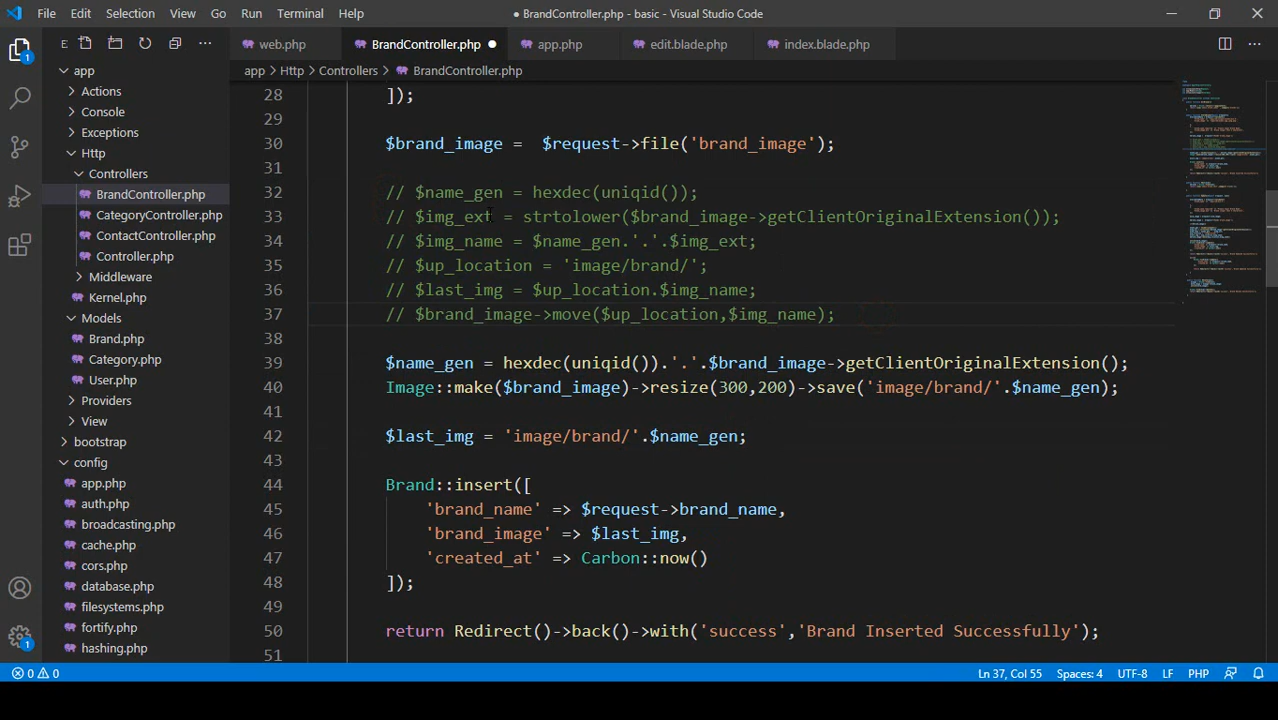 File Edit Selection View Go Run Terminal Help
● BrandController.php - basic - Visual Studio Code
1
E
web.php
BrandController.php
app.php
edit.blade.php
index.blade.php
app > Http > Controllers > BrandController.php
app
Actions
Console
Exceptions
Http
Controllers
BrandController.php
CategoryController.php
ContactController.php
Controller.php
Middleware
Kernel.php
Models
Brand.php
Category.php
User.php
Providers
View
bootstrap
config
app.php
auth.php
broadcasting.php
cache.php
cors.php
database.php
filesystems.php
fortify.php
hashing.php
28 ]);
29
30 $brand_image =  $request->file('brand_image');
31
32 // $name_gen = hexdec(uniqid());
33 // $img_ext = strtolower($brand_image->getClientOriginalExtension());
34 // $img_name = $name_gen.'.'.$img_ext;
35 // $up_location = 'image/brand/';
36 // $last_img = $up_location.$img_name;
37 // $brand_image->move($up_location,$img_name);
38
39 $name_gen = hexdec(uniqid()).'.'.$brand_image->getClientOriginalExtension();
40 Image::make($brand_image)->resize(300,200)->save('image/brand/'.$name_gen);
41
42 $last_img = 'image/brand/'.$name_gen;
43
44 Brand::insert([
45 'brand_name' => $request->brand_name,
46 'brand_image' => $last_img,
47 'created_at' => Carbon::now()
48 ]);
49
50 return Redirect()->back()->with('success','Brand Inserted Successfully');
51
1
0 0
Ln 37, Col 55 Spaces: 4 UTF-8 LF PHP